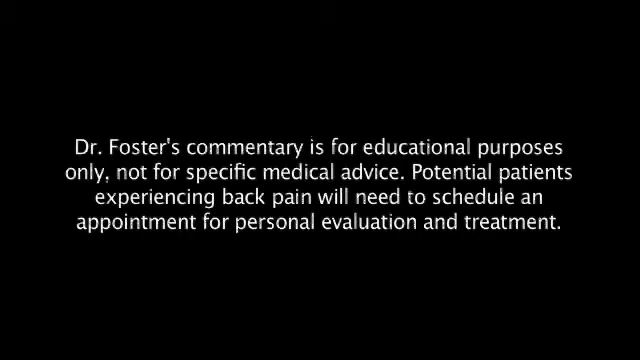 Dr. Foster's commentary is for educational purposes
only, not for specific medical advice. Potential patients
experiencing back pain will need to schedule an
appointment for personal evaluation and treatment.